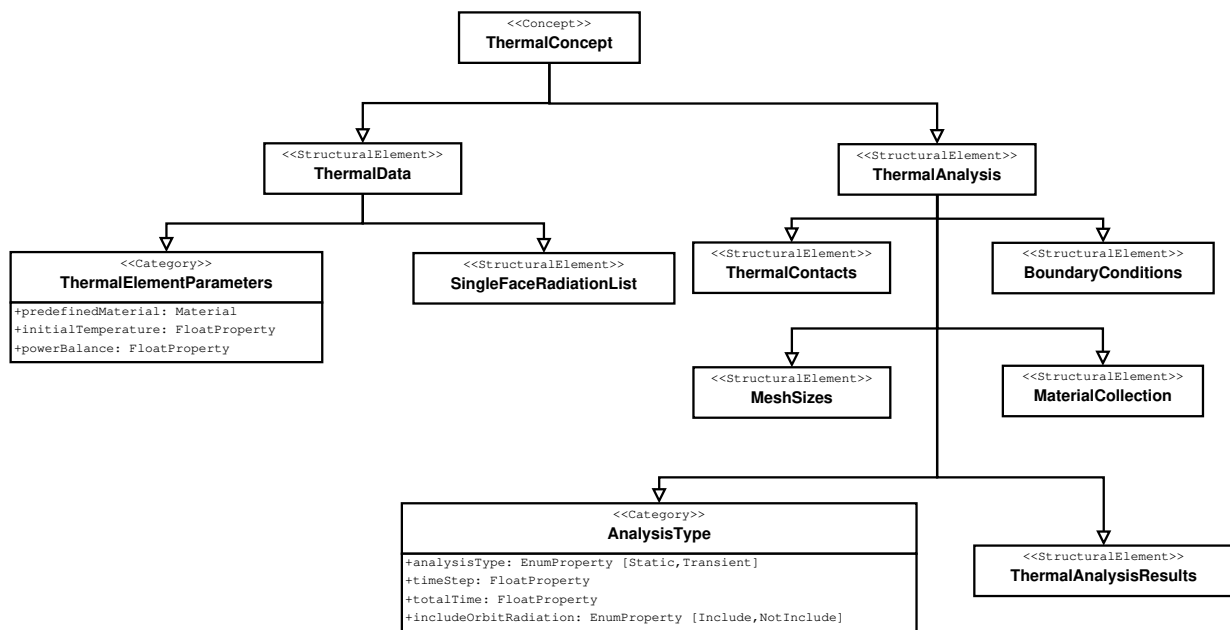 <<Concept>>
ThermalConcept
<<StructuralElement>>
ThermalData
<<StructuralElement>>
ThermalAnalysis
<<Category>>
ThermalElementParameters
+predefinedMaterial: Material
+initialTemperature: FloatProperty
+powerBalance: FloatProperty
<<StructuralElement>>
SingleFaceRadiationList
<<StructuralElement>>
ThermalContacts
<<StructuralElement>>
BoundaryConditions
<<StructuralElement>>
MeshSizes
<<StructuralElement>>
MaterialCollection
<<Category>>
AnalysisType
+analysisType: EnumProperty [Static,Transient]
+timeStep: FloatProperty
+totalTime: FloatProperty
+includeOrbitRadiation: EnumProperty [Include,NotInclude]
<<StructuralElement>>
ThermalAnalysisResults